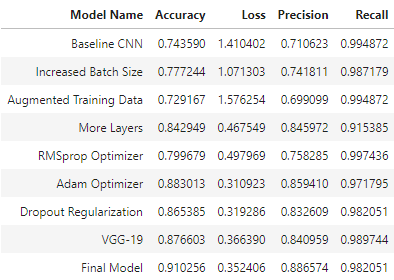 Model Name Accuracy Loss Precision Recall
Baseline CNN 0.743590 1.410402 0.710623 0.994872
Increased Batch Size 0.777244 1.071303 0.741811 0.987179
Augmented Training Data 0.729167 1.576254 0.699099 0.994872
More Layers 0.842949 0.467549 0.845972 0.915385
RMSprop Optimizer 0.799679 0.497969 0.758285 0.997436
Adam Optimizer 0.883013 0.310923 0.859410 0.971795
Dropout Regularization 0.865385 0.319286 0.832609 0.982051
VGG-19 0.876603 0.366390 0.840959 0.989744
Final Model 0.910256 0.352406 0.886574 0.982051